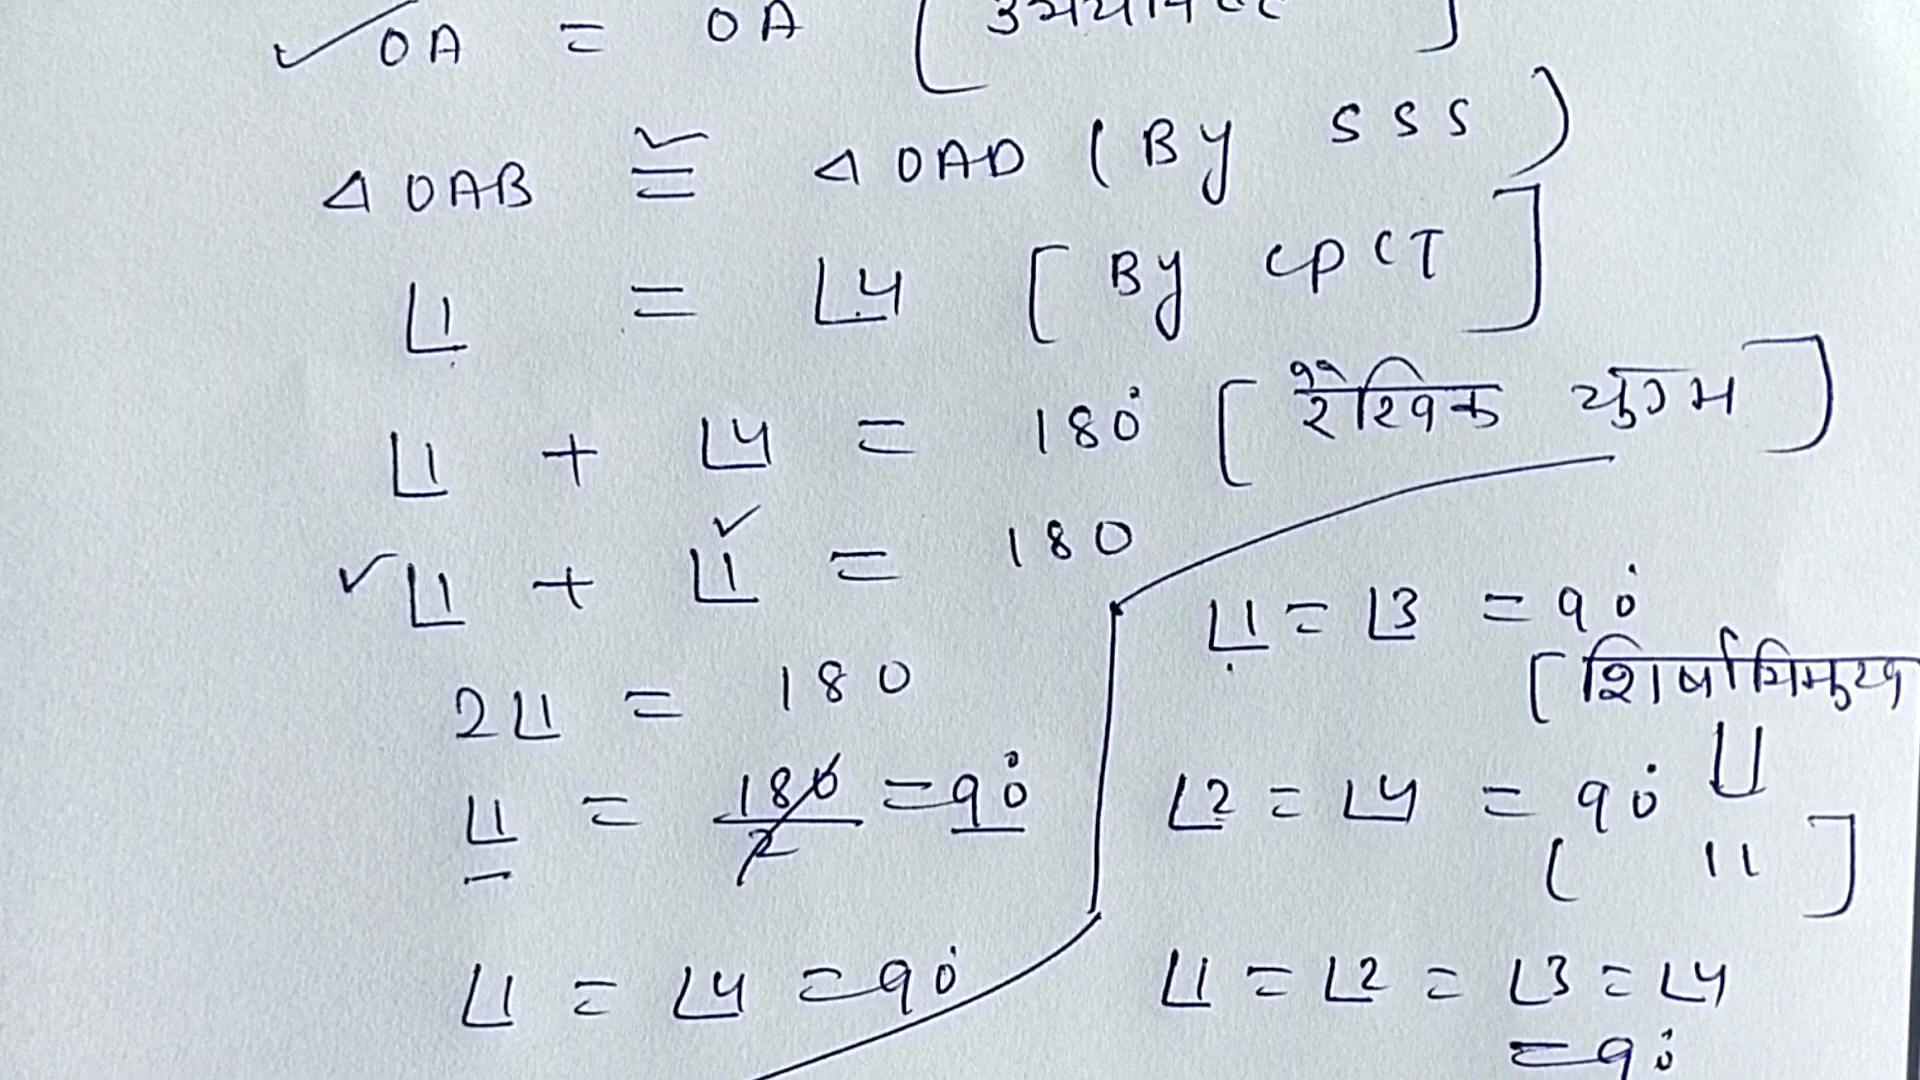 OA = OA [
△OAB ≅ △OAD (By SSS)
∠1 = ∠4 [By CPCT]
∠1 + ∠4 = 180° [रैखिक युग्म]
∠1 + ∠1 = 180
2∠1 = 180
∠1 = 180/2 = 90°
∠1 = ∠4 = 90°
∠1 = ∠3 = 90°
∠2 = ∠4 = 90°
[ 11 ]
∠1 = ∠2 = ∠3 = ∠4
= 90°